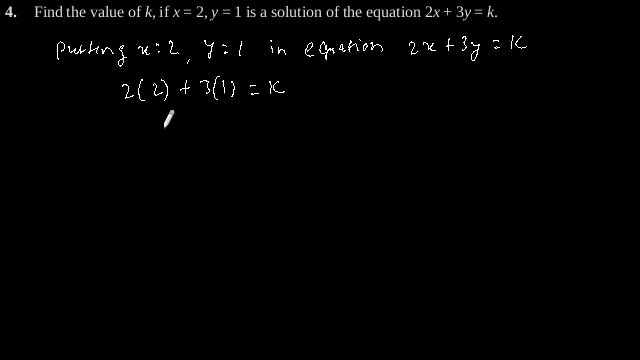 4. Find the value of k, if x = 2, y = 1 is a solution of the equation 2x + 3y = k.
putting x = 2, y = 1 in equation 2x + 3y = k
2(2) + 3(1) = k